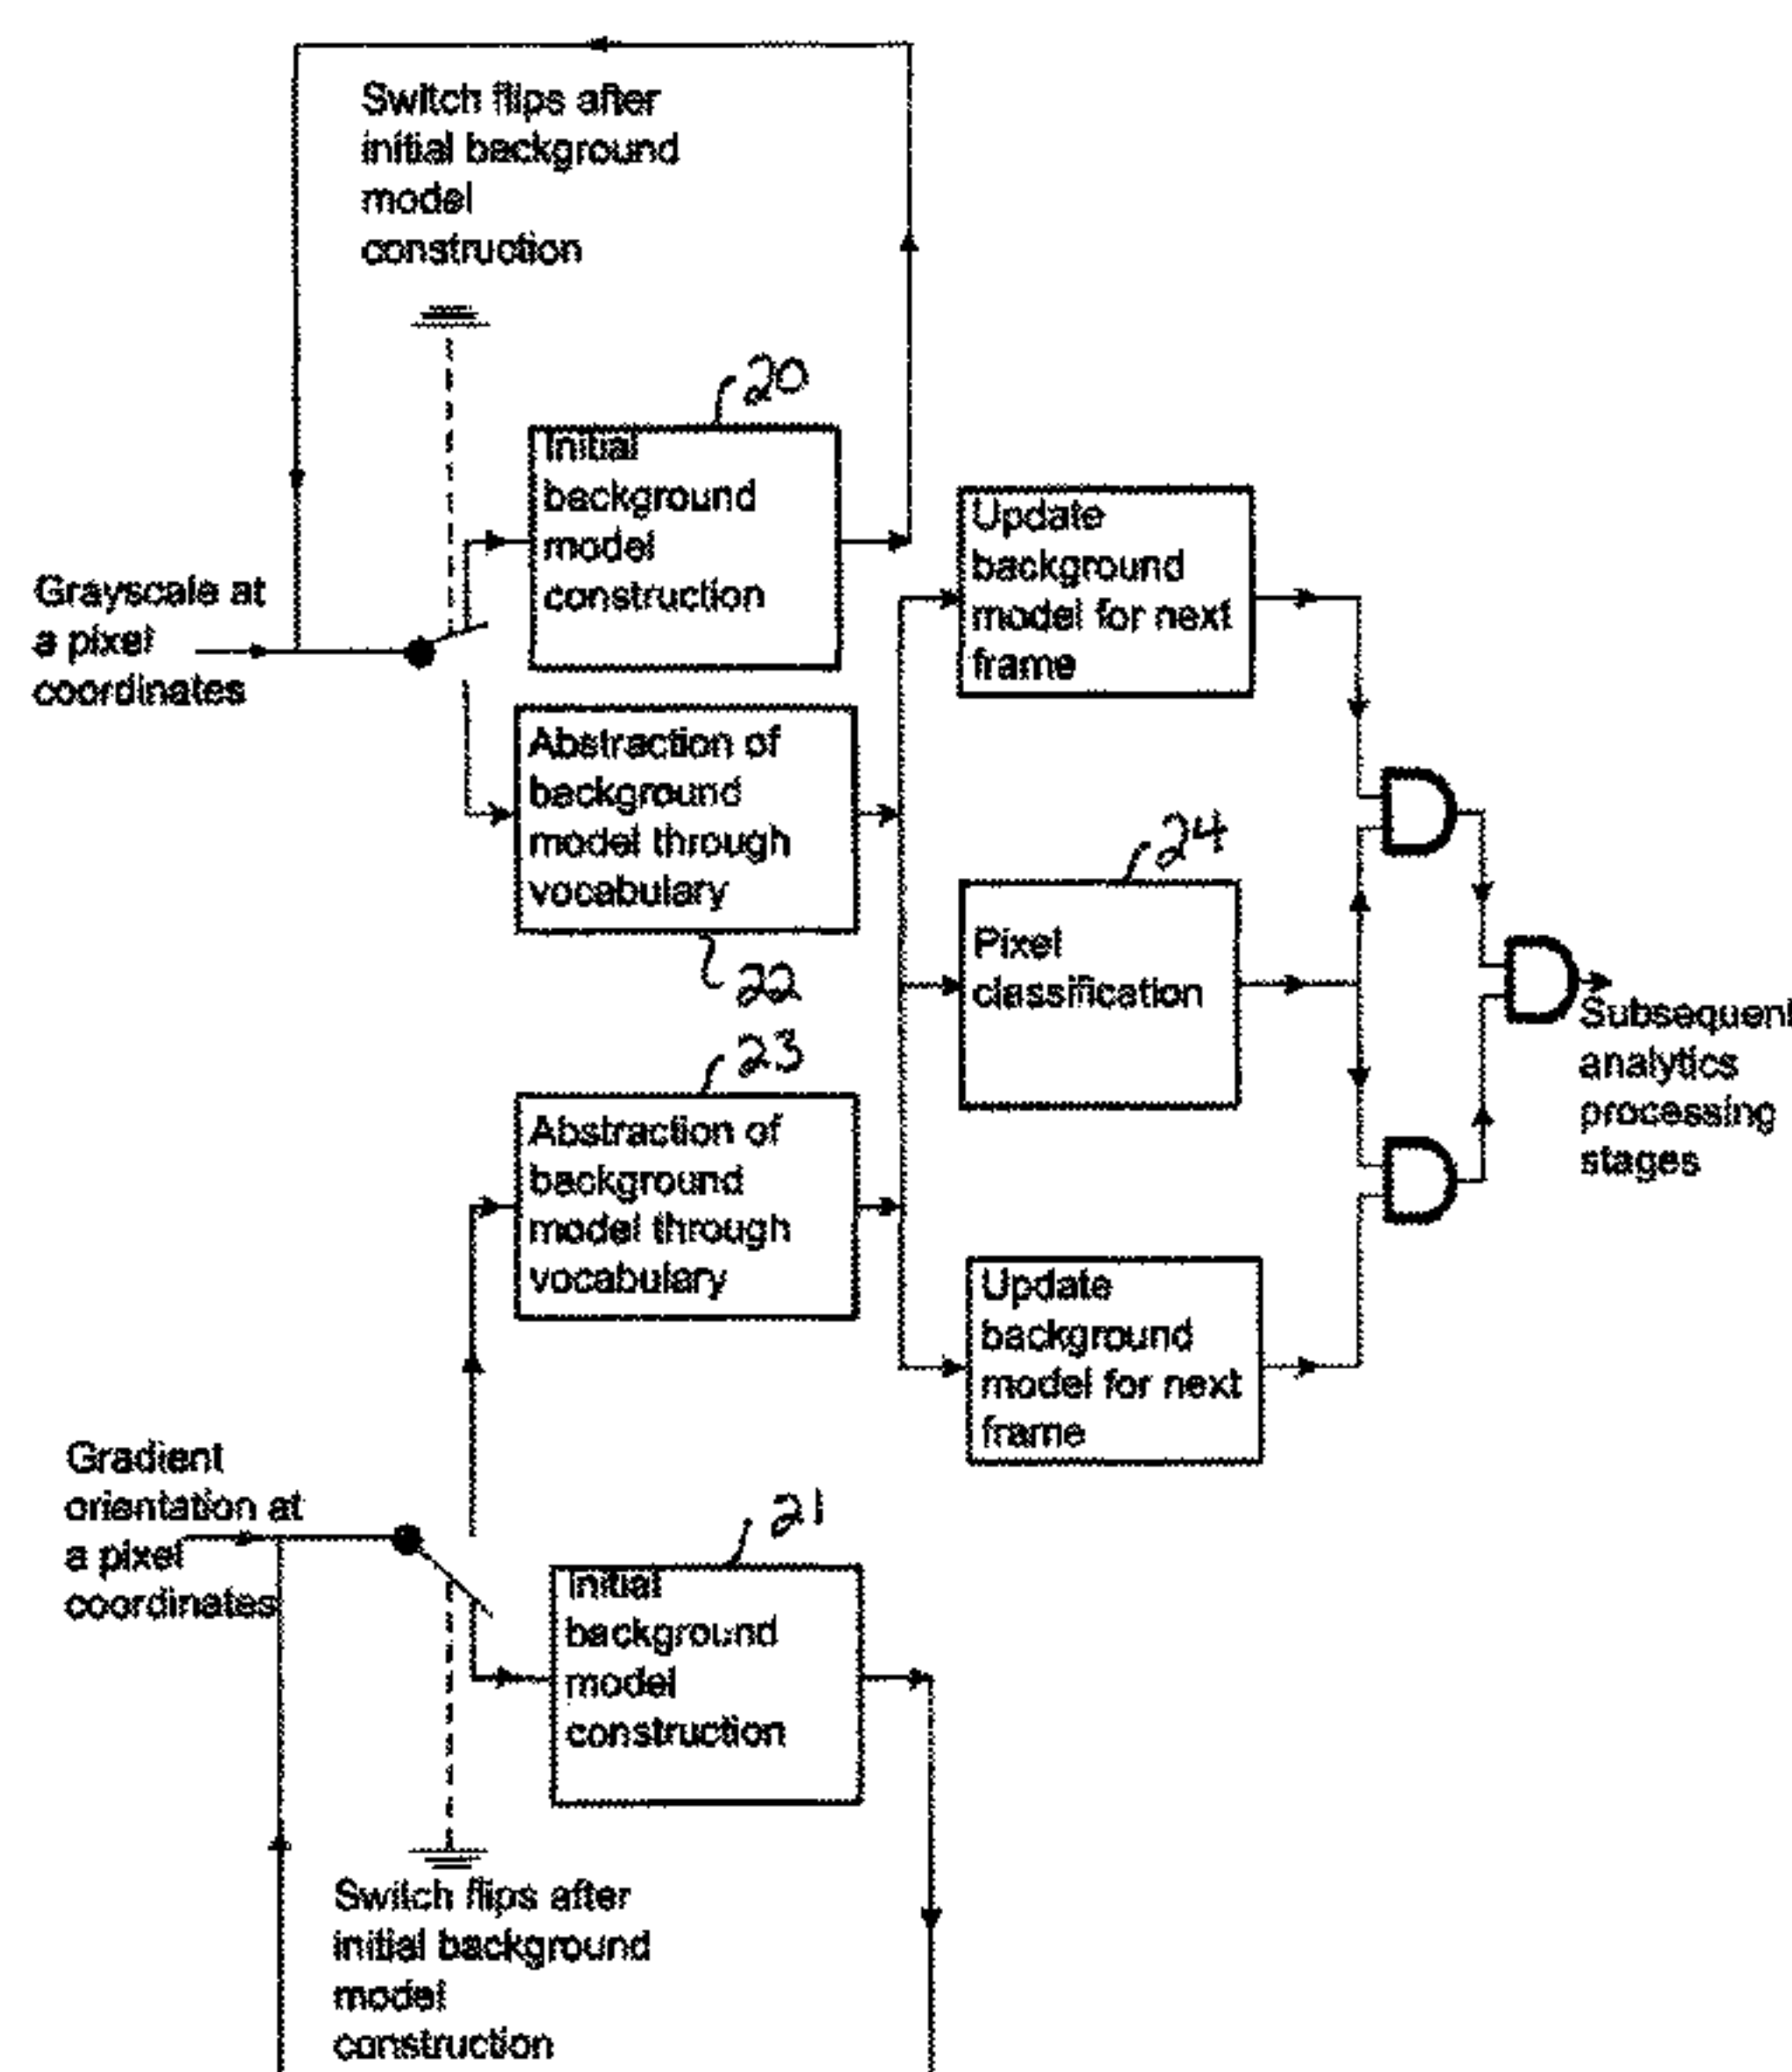 Switch flips after
initial background
model
construction
20
Initial
background
model
construction
Update
background
model for next
frame
Grayscale at
a pixel
coordinates
Abstraction of
background
model through
vocabulary
22
24
Pixel
classification
Subsequent
analytics
processing
stages
23
Abstraction of
background
model through
vocabulary
Update
background
model for next
frame
Gradient
orientation at
a pixel
coordinates
21
Initial
background
model
construction
Switch flips after
initial background
model
construction